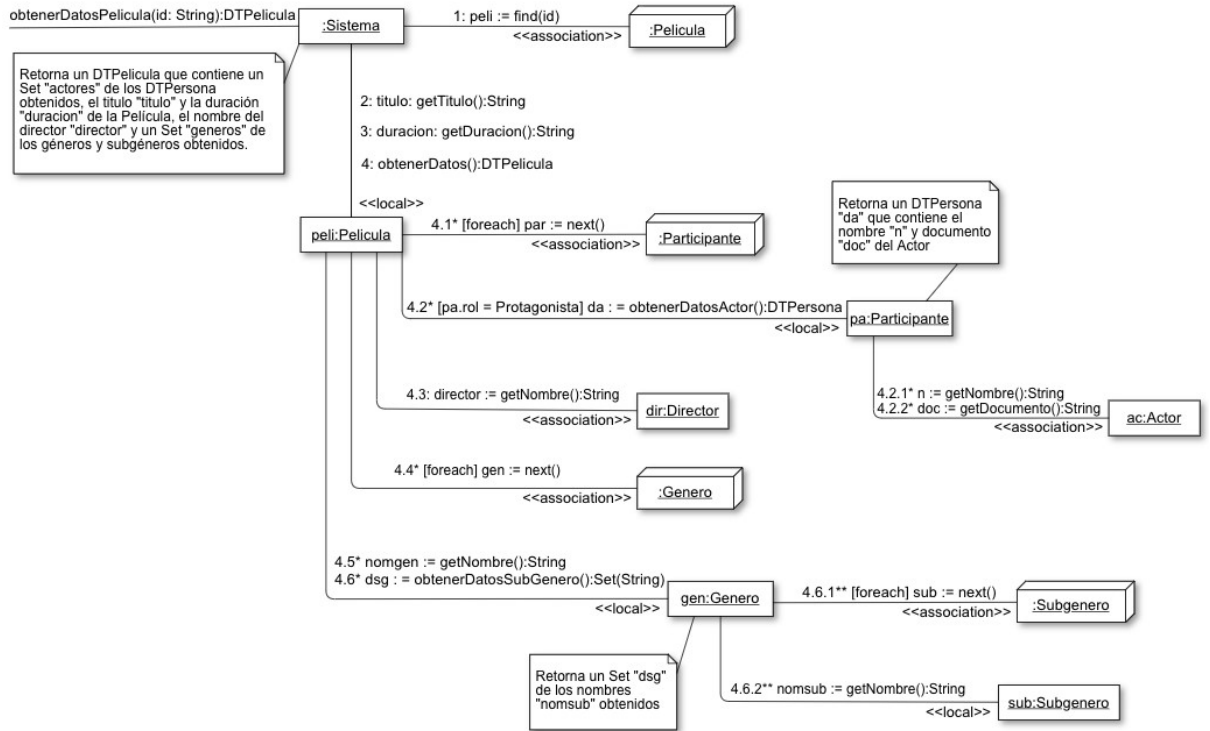 obtenerDatosPelicula(id: String):DTPelicula
:Sistema
1: peli := find(id)
<<association>>
:Pelicula
Retorna un DTPelicula que contiene un
Set "actores" de los DTPersona
obtenidos, el titulo "titulo" y la duración
"duracion" de la Película, el nombre del
director "director" y un Set "generos" de
los géneros y subgéneros obtenidos.
2: titulo: getTitulo():String
3: duracion: getDuracion():String
4: obtenerDatos():DTPelicula
<<local>>
peli:Pelicula
4.1* [foreach] par := next()
<<association>>
:Participante
Retorna un DTPersona
"da" que contiene el
nombre "n" y documento
"doc" del Actor
4.2* [pa.rol = Protagonista] da : = obtenerDatosActor():DTPersona
<<local>>
pa:Participante
4.2.1* n := getNombre():String
4.2.2* doc := getDocumento():String
<<association>>
ac:Actor
4.3: director := getNombre():String
<<association>>
dir:Director
4.4* [foreach] gen := next()
<<association>>
:Genero
4.5* nomgen := getNombre():String
4.6* dsg : = obtenerDatosSubGenero():Set(String)
<<local>>
gen:Genero
4.6.1** [foreach] sub := next()
<<association>>
:Subgenero
Retorna un Set "dsg"
de los nombres
"nomsub" obtenidos
4.6.2** nomsub := getNombre():String
<<local>>
sub:Subgenero